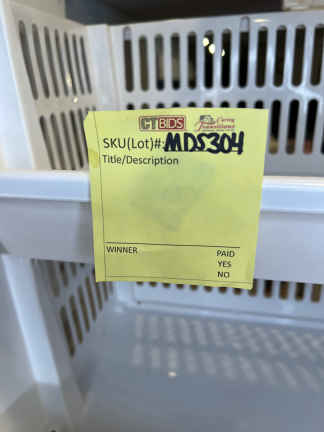 CTBIDS Caring Transitions
SKU(Lot)#: MDS304
Title/Description
WINNER PAID
YES
NO